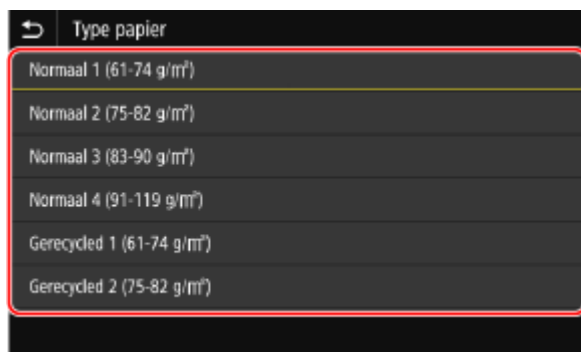 Type papier
Normaal 1 (61-74 g/m²)
Normaal 2 (75-82 g/m²)
Normaal 3 (83-90 g/m²)
Normaal 4 (91-119 g/m²)
Gerecycled 1 (61-74 g/m²)
Gerecycled 2 (75-82 g/m²)